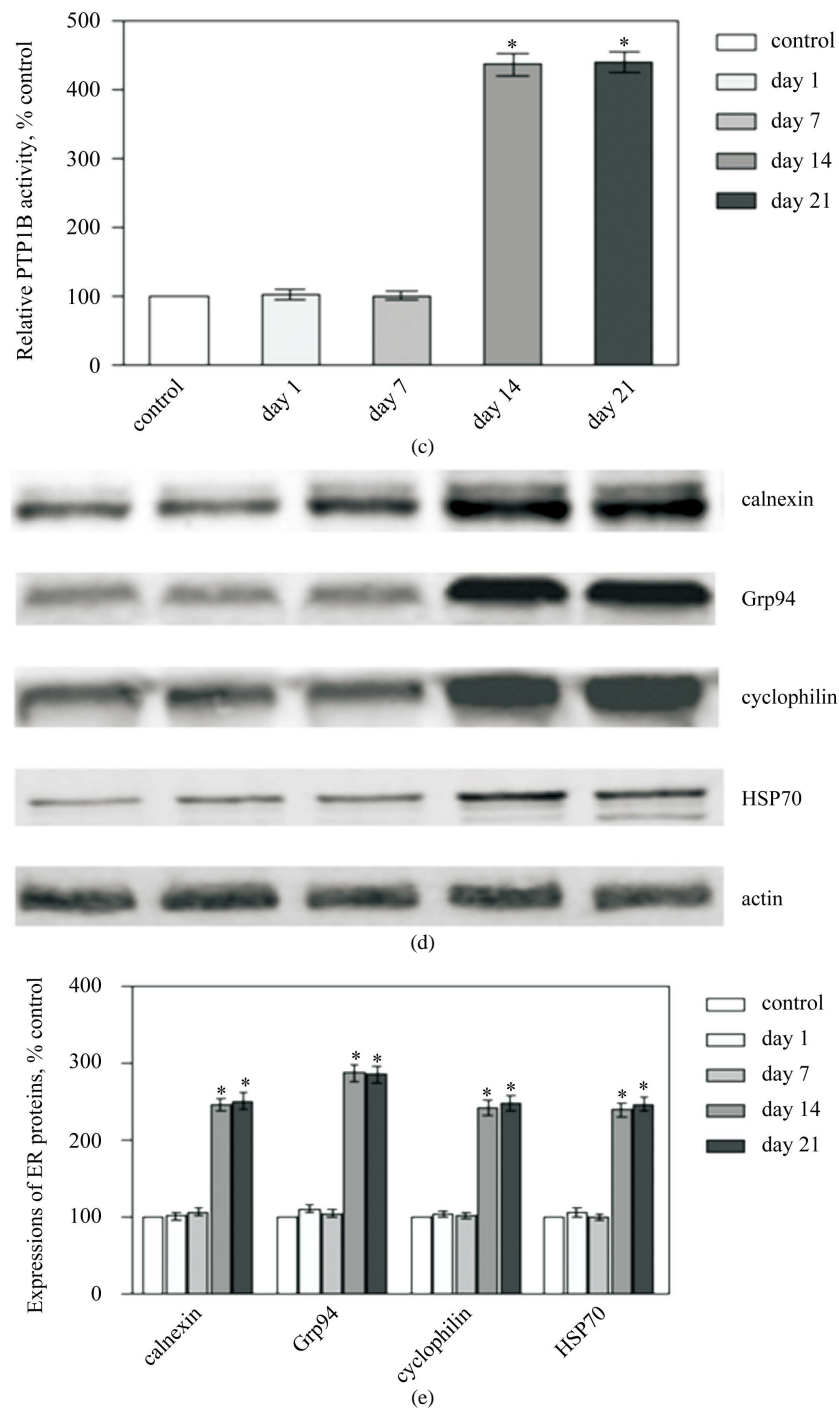 Relative PTP1B activity, % control
500
400
300
200
100
0
* *
control
day 1
day 7
day 14
day 21
control
day 1
day 7
day 14
day 21
(c)
calnexin
Grp94
cyclophilin
HSP70
actin
(d)
Expressions of ER proteins, % control
400
300
200
100
0
* * * * * * * *
control
day 1
day 7
day 14
day 21
calnexin
Grp94
cyclophilin
HSP70
(e)